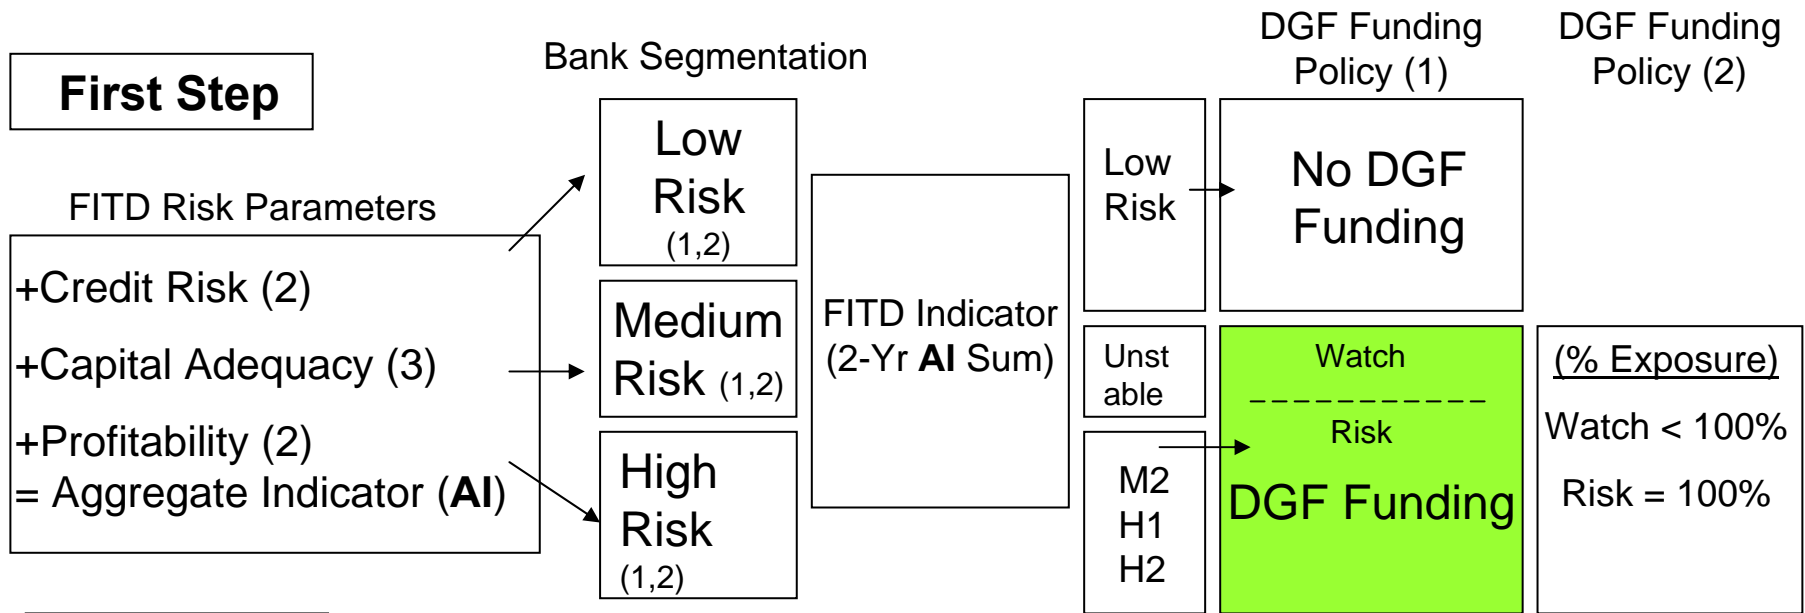 First Step
Bank Segmentation
DGF Funding
Policy (1)
DGF Funding
Policy (2)
FITD Risk Parameters
+Credit Risk (2)
+Capital Adequacy (3)
+Profitability (2)
= Aggregate Indicator (AI)
Low
Risk
(1,2)
Medium
Risk (1,2)
High
Risk
(1,2)
FITD Indicator
(2-Yr AI Sum)
Low
Risk
Unst
able
M2
H1
H2
No DGF
Funding
Watch
Risk
DGF Funding
(% Exposure)
Watch < 100%
Risk = 100%